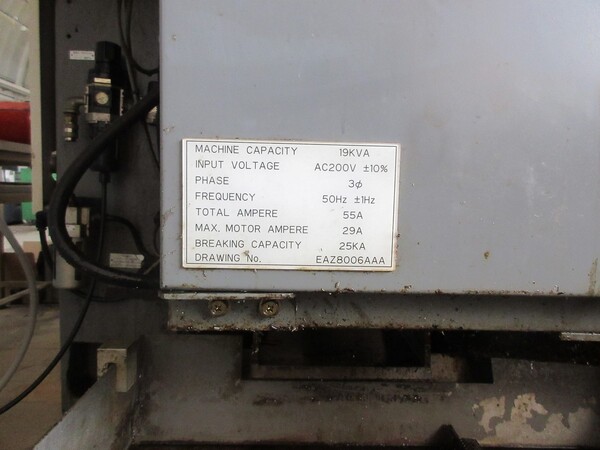 MACHINE CAPACITY 19KVA
INPUT VOLTAGE AC200V ±10%
PHASE 3ϕ
FREQUENCY 50Hz ±1Hz
TOTAL AMPERE 55A
MAX. MOTOR AMPERE 29A
BREAKING CAPACITY 25KA
DRAWING No. EAZ8006AAA